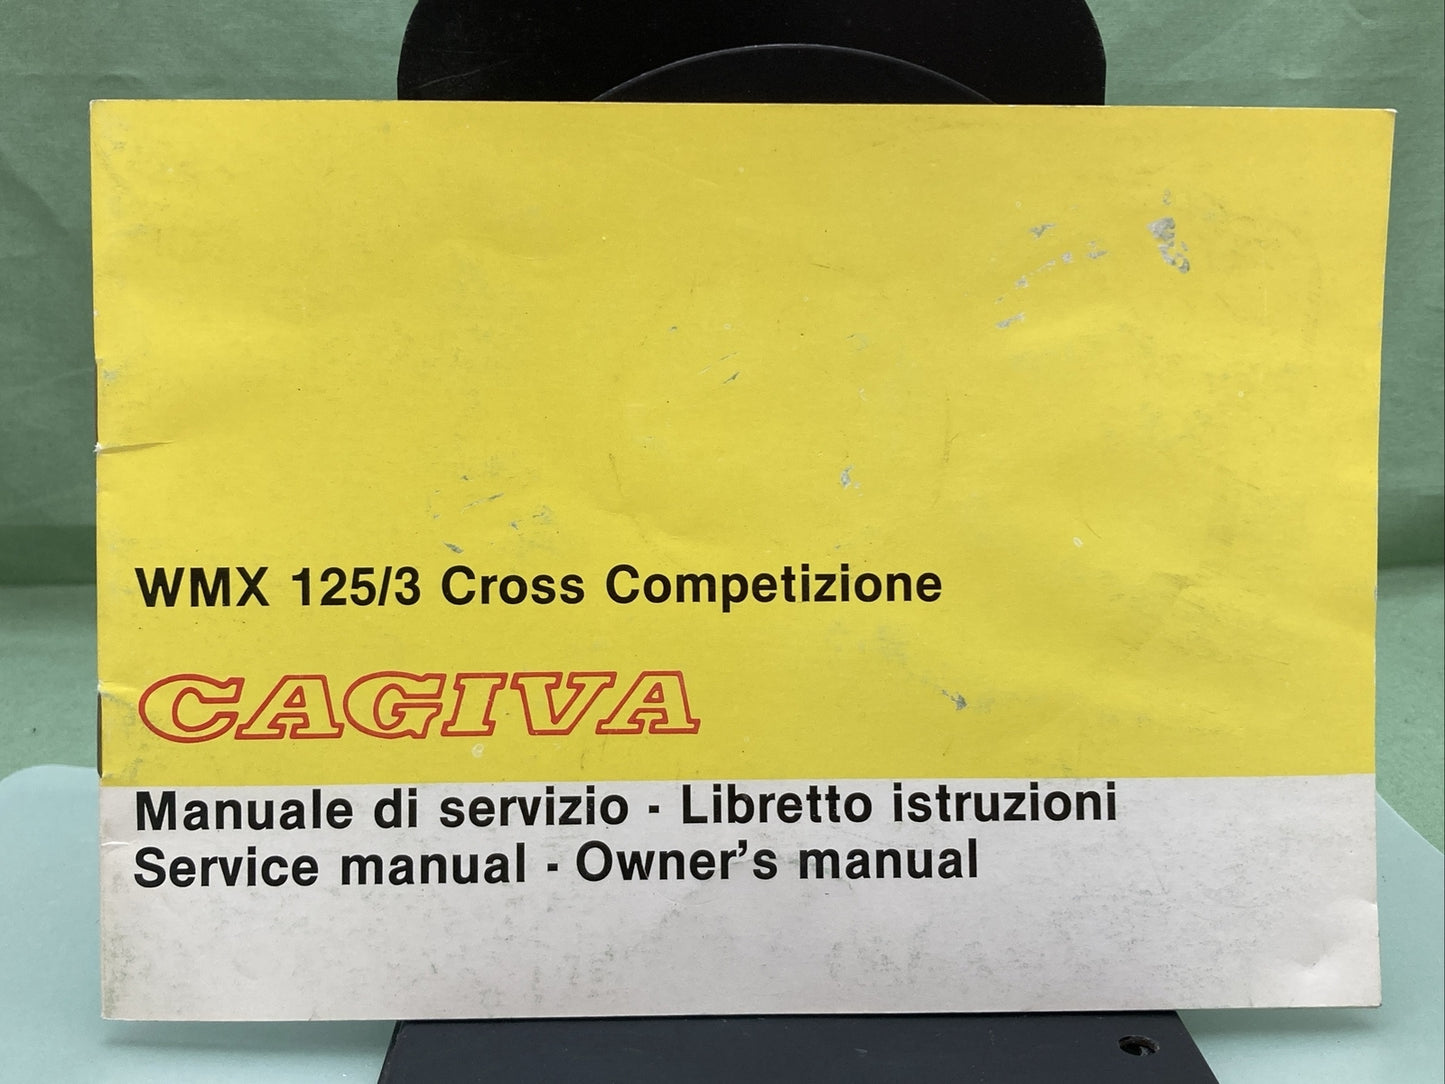 WMX 125/3 Cross Competizione
CAGIVA
Manuale di servizio - Libretto istruzioni
Service manual - Owner's manual